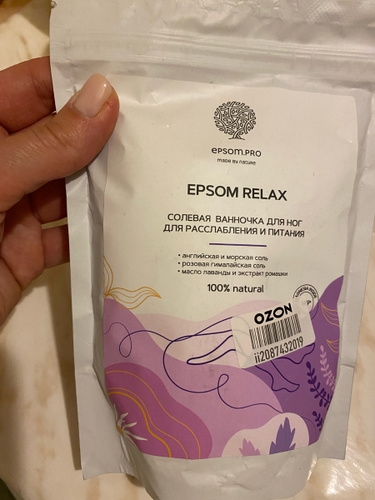 epsom.pro
made by nature
EPSOM RELAX
СОЛЕВАЯ ВАННОЧКА ДЛЯ НОГ
ДЛЯ РАССЛАБЛЕНИЯ И ПИТАНИЯ
• английская и морская соль
• розовая гималайская соль
• масло лаванды и экстракт ромашки
100% natural
OZON
ii2087432019